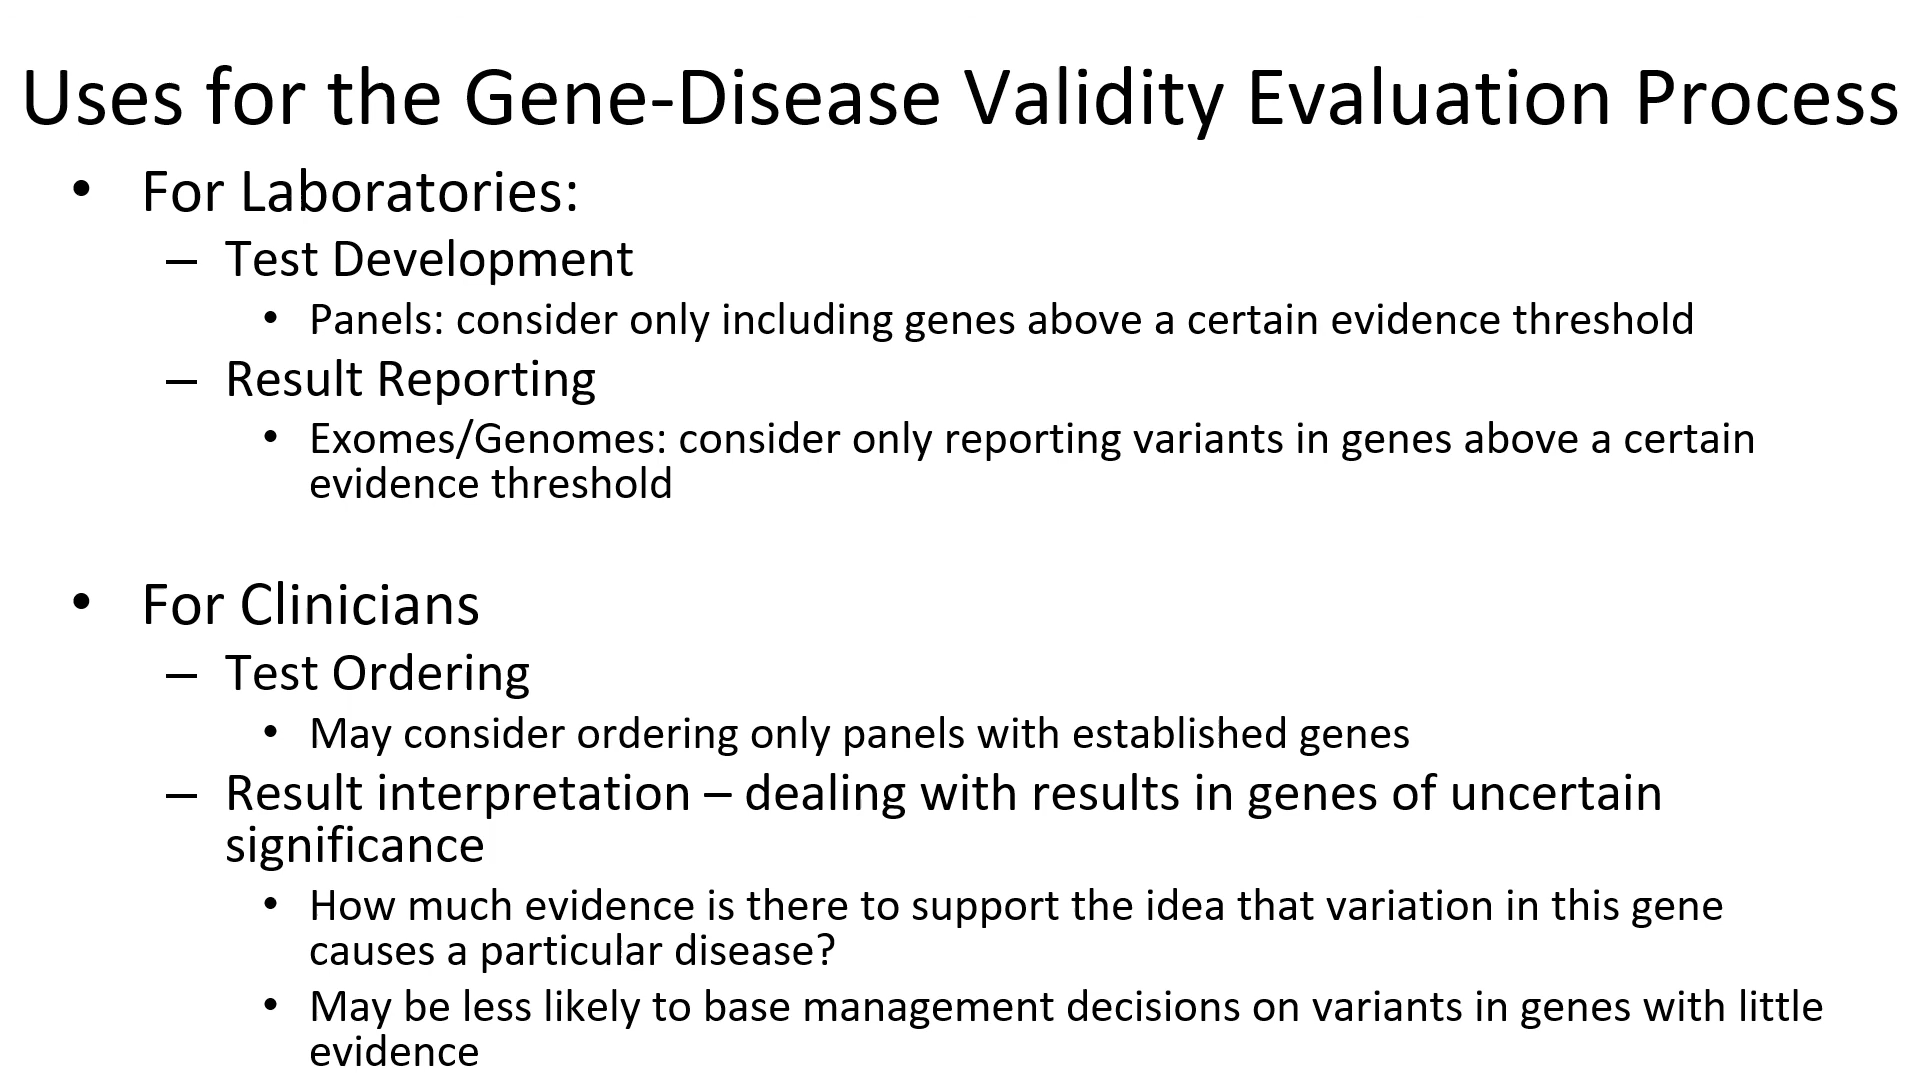 Uses for the Gene-Disease Validity Evaluation Process
• For Laboratories:
– Test Development
• Panels: consider only including genes above a certain evidence threshold
– Result Reporting
• Exomes/Genomes: consider only reporting variants in genes above a certain
evidence threshold
• For Clinicians
– Test Ordering
• May consider ordering only panels with established genes
– Result interpretation – dealing with results in genes of uncertain
significance
• How much evidence is there to support the idea that variation in this gene
causes a particular disease?
• May be less likely to base management decisions on variants in genes with little
evidence